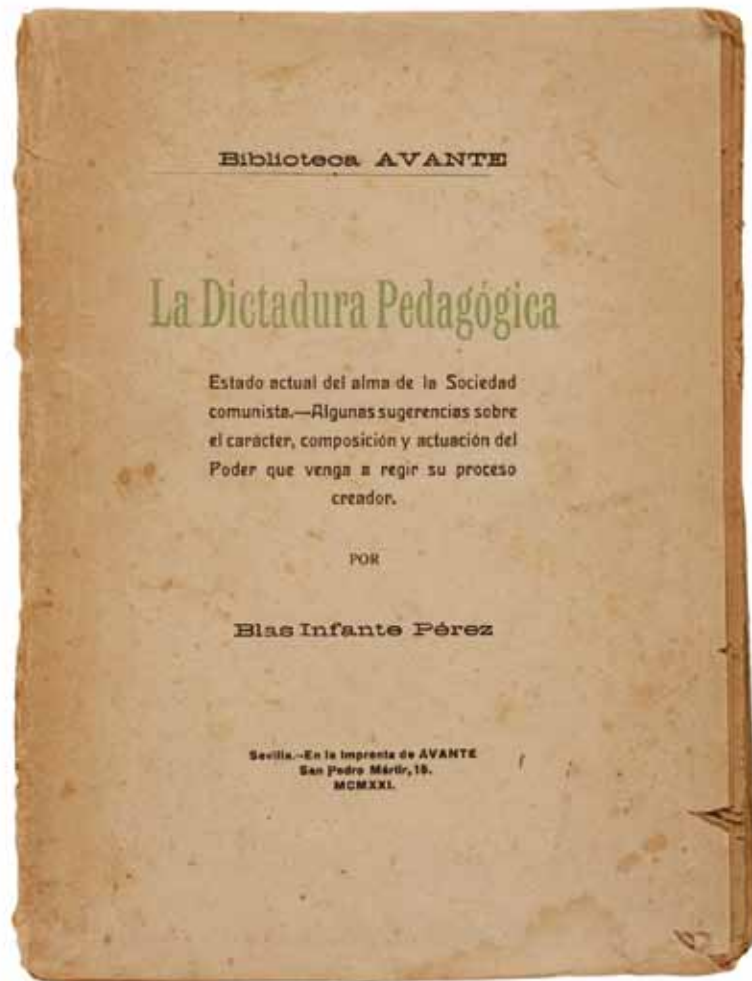 Biblioteca AVANTE
La Dictadura Pedagógica
Estado actual del alma de la Sociedad
comunista.—Algunas sugerencias sobre
el carácter, composición y actuación del
Poder que venga a regir su proceso
creador.
POR
Blas Infante Pérez
Sevilla.–En la Imprenta de AVANTE
San Pedro Mártir, 18.
MCMXXI.